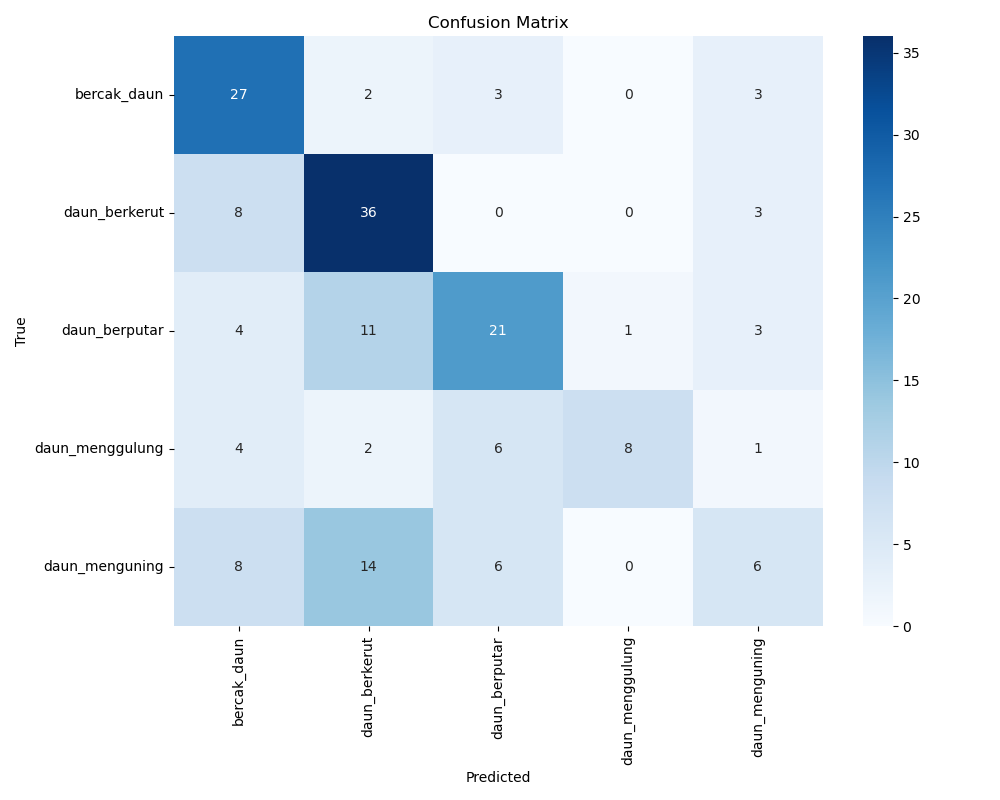 Confusion Matrix
True
bercak_daun 27 2 3 0 3
daun_berkerut 8 36 0 0 3
daun_berputar 4 11 21 1 3
daun_menggulung 4 2 6 8 1
daun_menguning 8 14 6 0 6
bercak_daun daun_berkerut daun_berputar daun_menggulung daun_menguning
Predicted
35
30
25
20
15
10
5
0